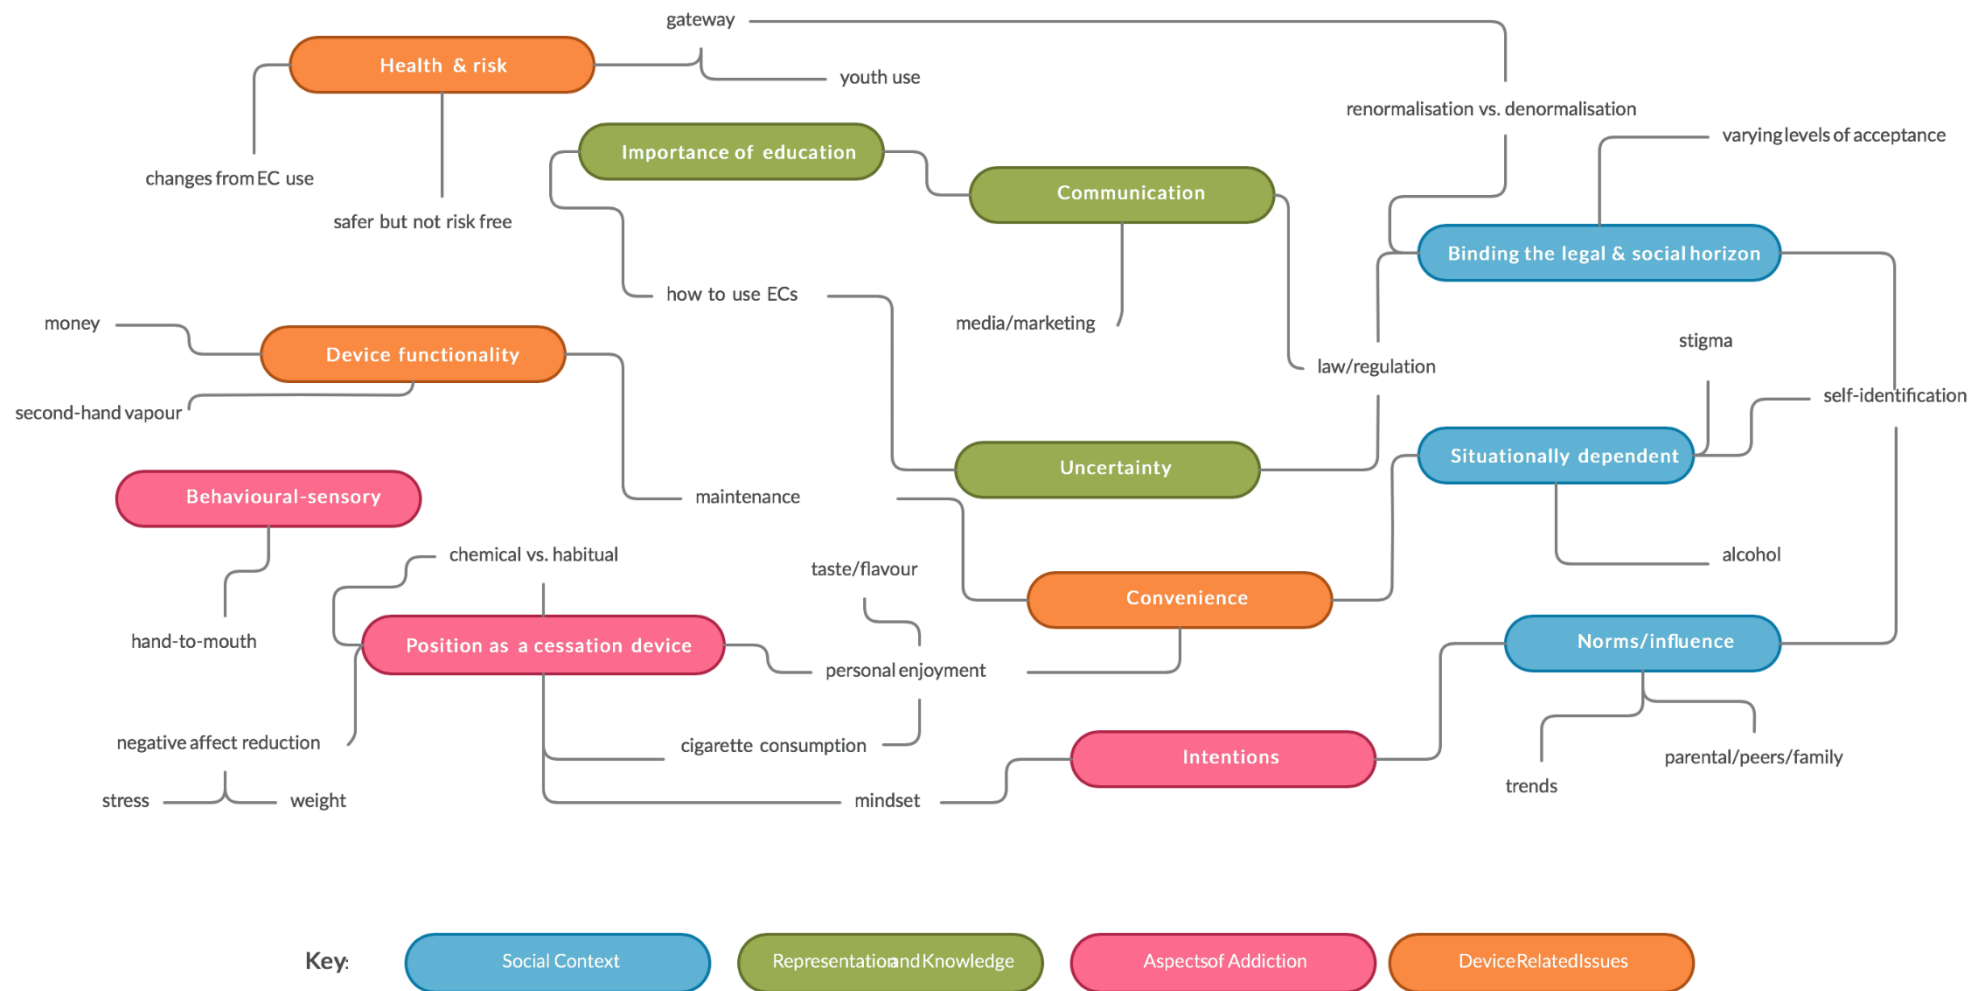 gateway
Health & risk
youth use
renormalisation vs. denormalisation
varying levels of acceptance
Importance of education
changes from EC use
Communication
safer but not risk free
Binding the legal & social horizon
how to use ECs
money
media/marketing
Device functionality
stigma
law/regulation
self-identification
second-hand vapour
Situationally dependent
Uncertainty
Behavioural-sensory
maintenance
chemical vs. habitual
alcohol
taste/flavour
Convenience
hand-to-mouth
Position as a cessation device
Norms/influence
personal enjoyment
negative affect reduction
cigarette consumption
Intentions
parental/peers/family
trends
stress
weight
mindset
Key:
Social Context
Representation and Knowledge
Aspects of Addiction
Device Related Issues